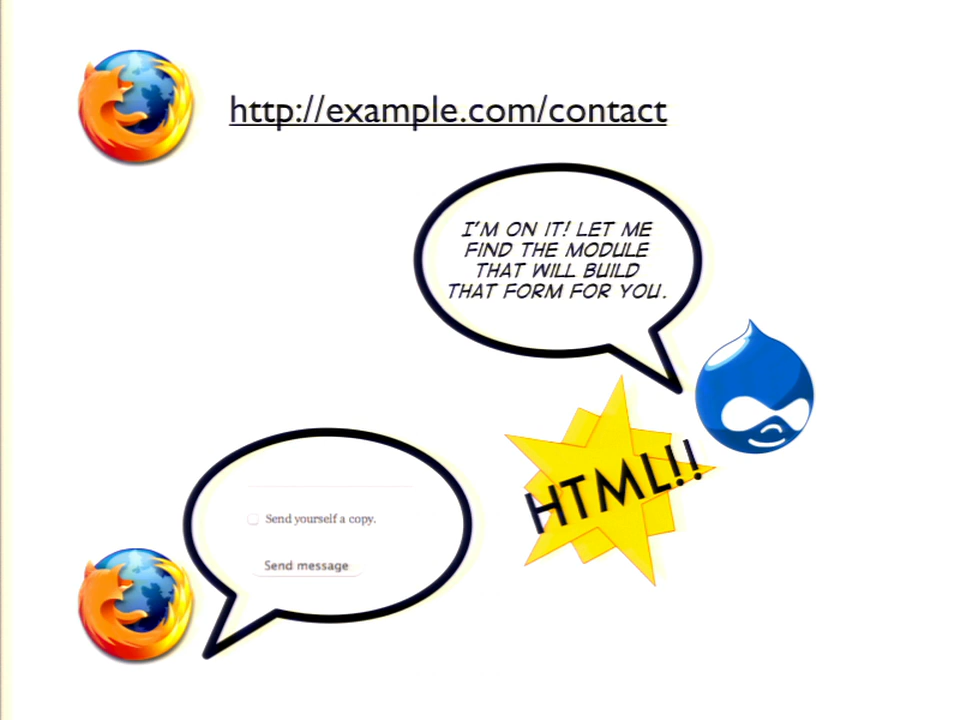 http://example.com/contact
I'M ON IT! LET ME
FIND THE MODULE
THAT WILL BUILD
THAT FORM FOR YOU.
HTML!!
Send yourself a copy.
Send message